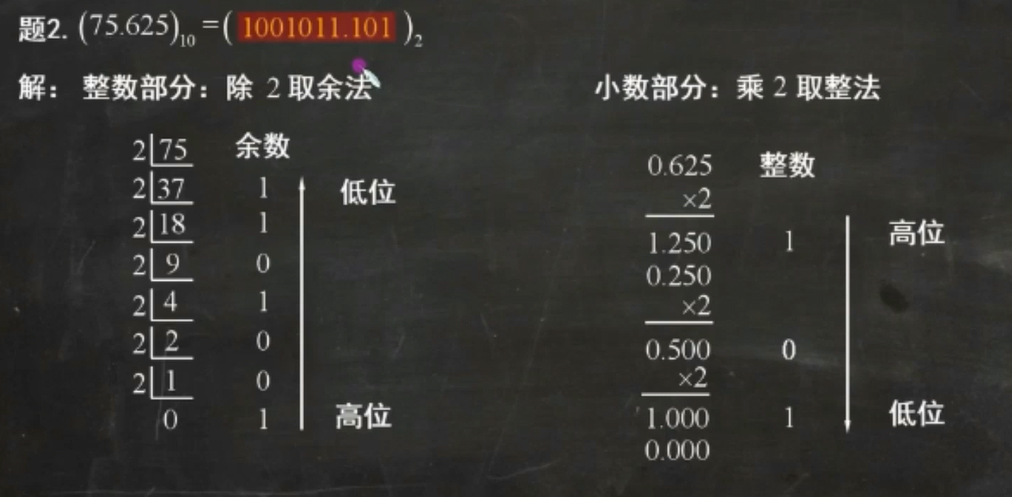 题2. (75.625)₁₀ = ( 1001011.101 )₂
解： 整数部分：除 2 取余法
2 75 余数
2 37 1 低位
2 18 1
2 9 0
2 4 1
2 2 0
2 1 0
0 1 高位
小数部分：乘 2 取整法
0.625 整数
×2
1.250 1 高位
0.250
×2
0.500 0
×2
1.000 1 低位
0.000